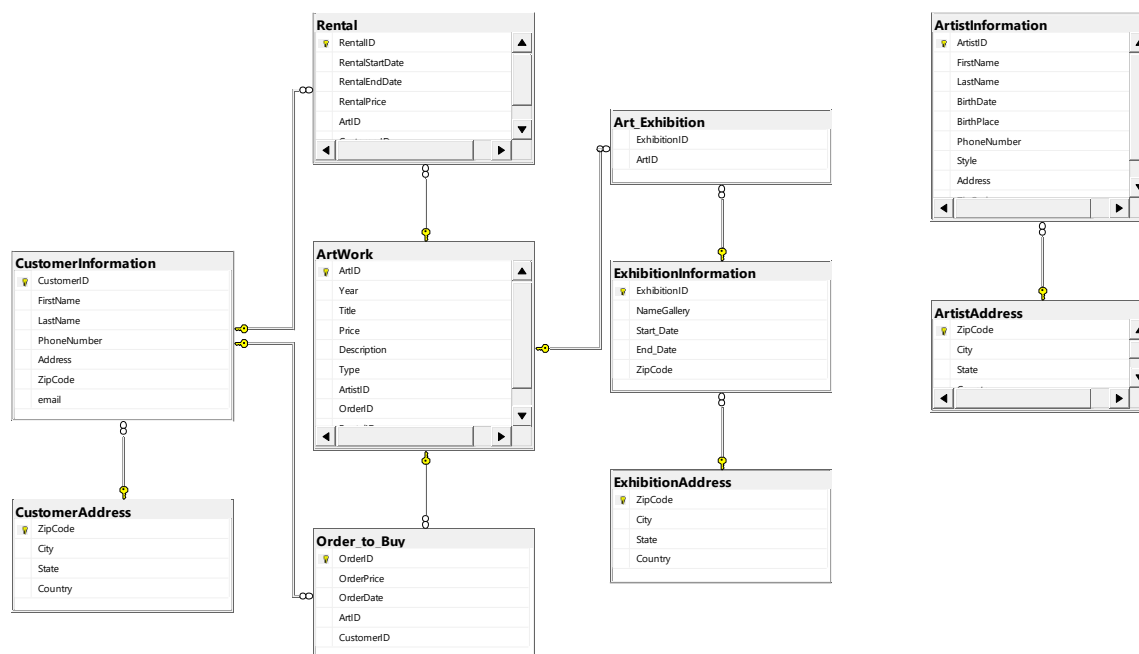 Rental
RentalID
RentalStartDate
RentalEndDate
RentalPrice
ArtID
ArtistInformation
ArtistID
FirstName
LastName
BirthDate
BirthPlace
PhoneNumber
Style
Address
Art_Exhibition
ExhibitionID
ArtID
CustomerInformation
CustomerID
FirstName
LastName
PhoneNumber
Address
ZipCode
email
ArtWork
ArtID
Year
Title
Price
Description
Type
ArtistID
OrderID
ExhibitionInformation
ExhibitionID
NameGallery
Start_Date
End_Date
ZipCode
ArtistAddress
ZipCode
City
State
CustomerAddress
ZipCode
City
State
Country
Order_to_Buy
OrderID
OrderPrice
OrderDate
ArtID
CustomerID
ExhibitionAddress
ZipCode
City
State
Country